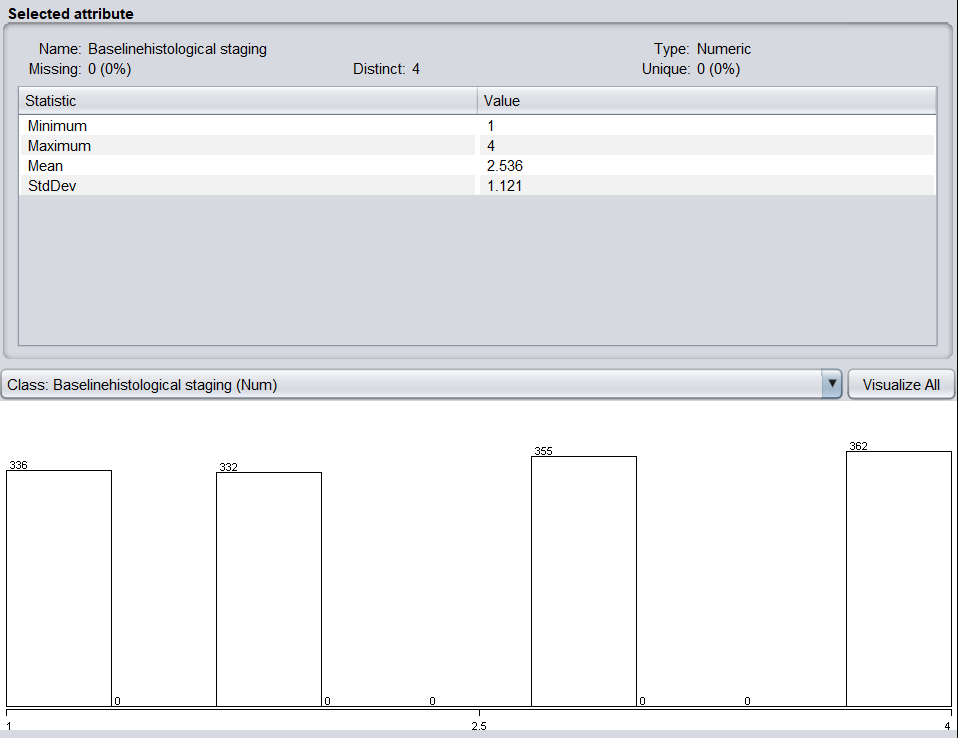 Selected attribute
Name: Baselinehistological staging Type: Numeric
Missing: 0 (0%) Distinct: 4 Unique: 0 (0%)
Statistic Value
Minimum 1
Maximum 4
Mean 2.536
StdDev 1.121
Class: Baselinehistological staging (Num) Visualize All
336 332 355 362
0 0 0 0 0
1 2.5 4